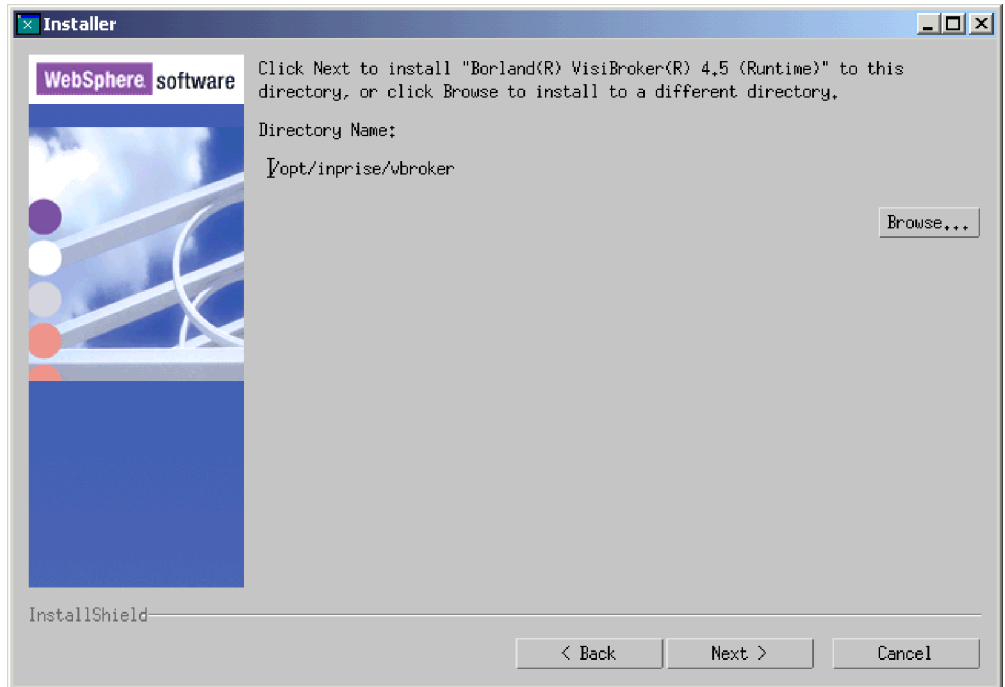 Installer
WebSphere software
Click Next to install "Borland(R) VisiBroker(R) 4.5 (Runtime)" to this
directory, or click Browse to install to a different directory.
Directory Name:
/opt/inprise/vbroker
Browse...
InstallShield
< Back
Next >
Cancel